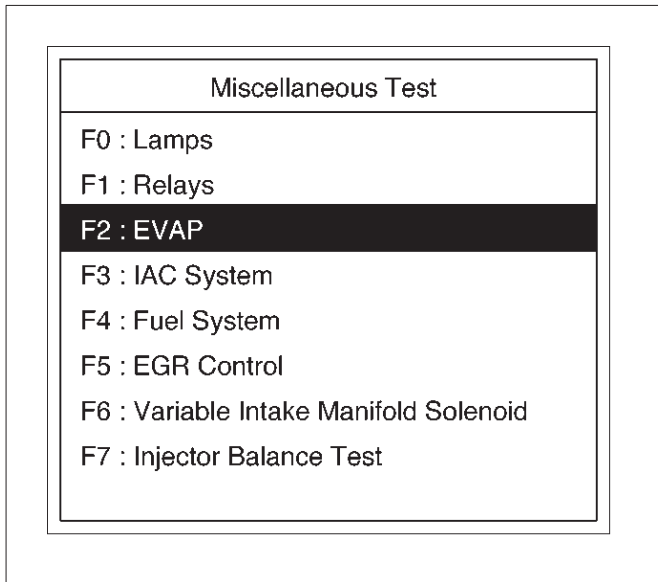 Miscellaneous Test
F0 : Lamps
F1 : Relays
F2 : EVAP
F3 : IAC System
F4 : Fuel System
F5 : EGR Control
F6 : Variable Intake Manifold Solenoid
F7 : Injector Balance Test